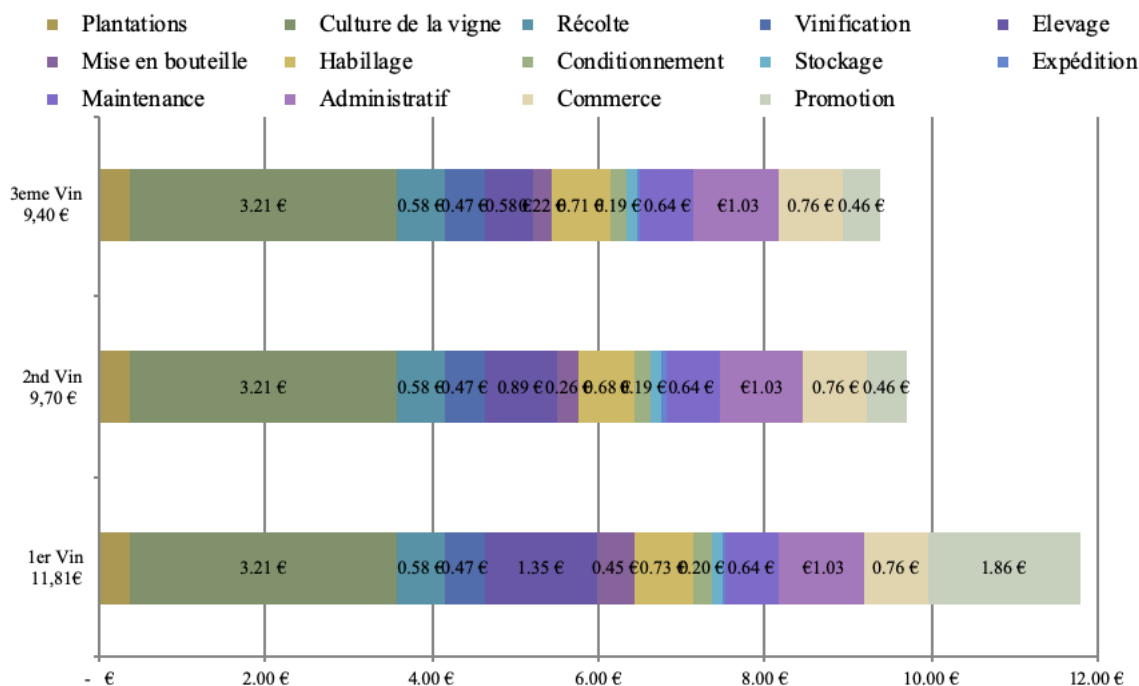 Plantations Culture de la vigne Récolte Vinification Elevage
Mise en bouteille Habillage Conditionnement Stockage Expédition
Maintenance Administratif Commerce Promotion
3eme Vin
9,40 €
3.21 € 0.58 € 0.47 € 0.58 € 0.22 € 0.71 € 0.19 € 0.64 € €1.03 0.76 € 0.46 €
2nd Vin
9,70 €
3.21 € 0.58 € 0.47 € 0.89 € 0.26 € 0.68 € 0.19 € 0.64 € €1.03 0.76 € 0.46 €
1er Vin
11,81€
3.21 € 0.58 € 0.47 € 1.35 € 0.45 € 0.73 € 0.20 € 0.64 € €1.03 0.76 € 1.86 €
- € 2.00 € 4.00 € 6.00 € 8.00 € 10.00 € 12.00 €